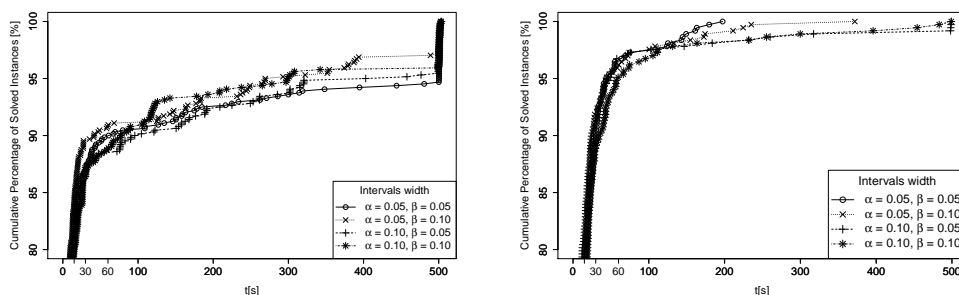 Cumulative Percentage of Solved Instances [%]
100
95
90
85
80
0
30
60
100
200
300
400
500
t[s]
Intervals width
α = 0.05, β = 0.05
α = 0.05, β = 0.10
α = 0.10, β = 0.05
α = 0.10, β = 0.10
Cumulative Percentage of Solved Instances [%]
100
95
90
85
80
0
30
60
100
200
300
400
500
t[s]
Intervals width
α = 0.05, β = 0.05
α = 0.05, β = 0.10
α = 0.10, β = 0.05
α = 0.10, β = 0.10